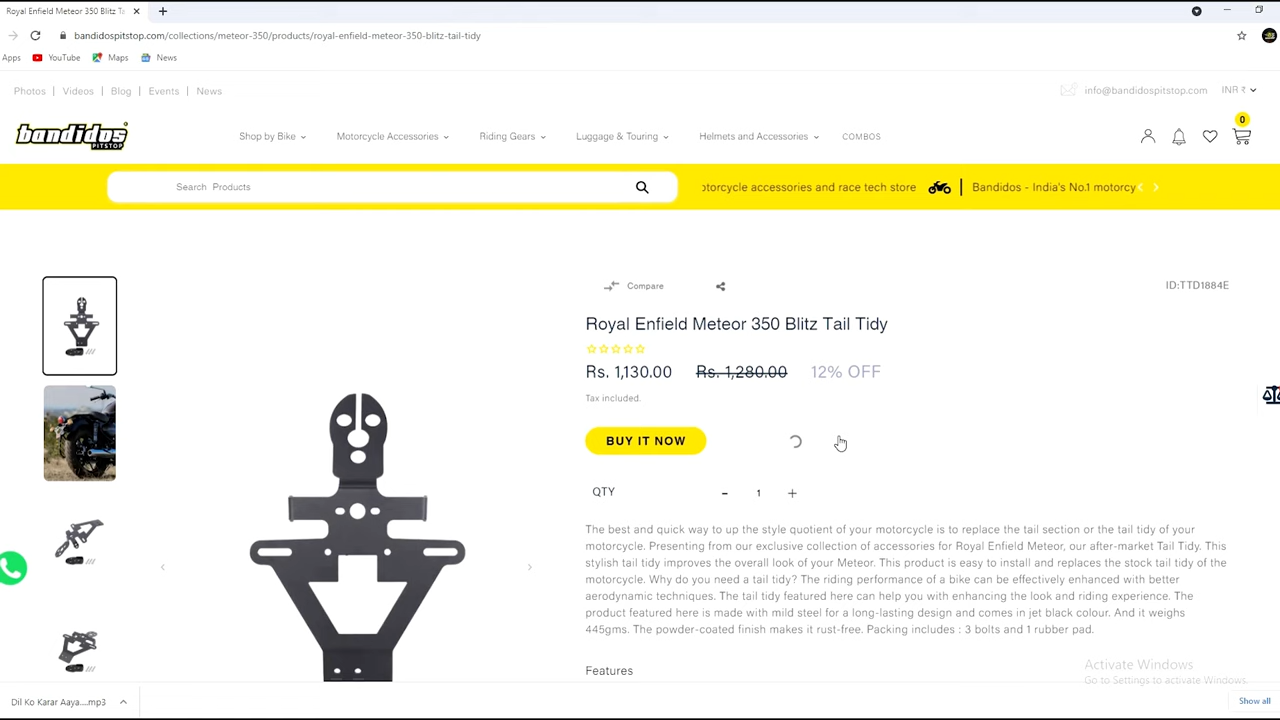 Royal Enfield Meteor 350 Blitz Ta
bandidospitstop.com/collections/meteor-350/products/royal-enfield-meteor-350-blitz-tail-tidy
Apps YouTube Maps News
Photos | Videos | Blog | Events | News
info@bandidospitstop.com INR ₹
bandidos
PITSTOP
Shop by Bike Motorcycle Accessories Riding Gears Luggage & Touring Helmets and Accessories COMBOS
0
Search Products
otorcycle accessories and race tech store | Bandidos - India's No.1 motorcy
Compare
ID:TTD1884E
Royal Enfield Meteor 350 Blitz Tail Tidy
Rs. 1,130.00 Rs. 1,280.00 12% OFF
Tax included.
BUY IT NOW
QTY - 1 +
The best and quick way to up the style quotient of your motorcycle is to replace the tail section or the tail tidy of your
motorcycle. Presenting from our exclusive collection of accessories for Royal Enfield Meteor, our after-market Tail Tidy. This
stylish tail tidy improves the overall look of your Meteor. This product is easy to install and replaces the stock tail tidy of the
motorcycle. Why do you need a tail tidy? The riding performance of a bike can be effectively enhanced with better
aerodynamic techniques. The tail tidy featured here can help you with enhancing the look and riding experience. The
product featured here is made with mild steel for a long-lasting design and comes in jet black colour. And it weighs
445gms. The powder-coated finish makes it rust-free. Packing includes : 3 bolts and 1 rubber pad.
Features
Activate Windows
Go to Settings to activate Windows.
Dil Ko Karar Aaya....mp3
Show all